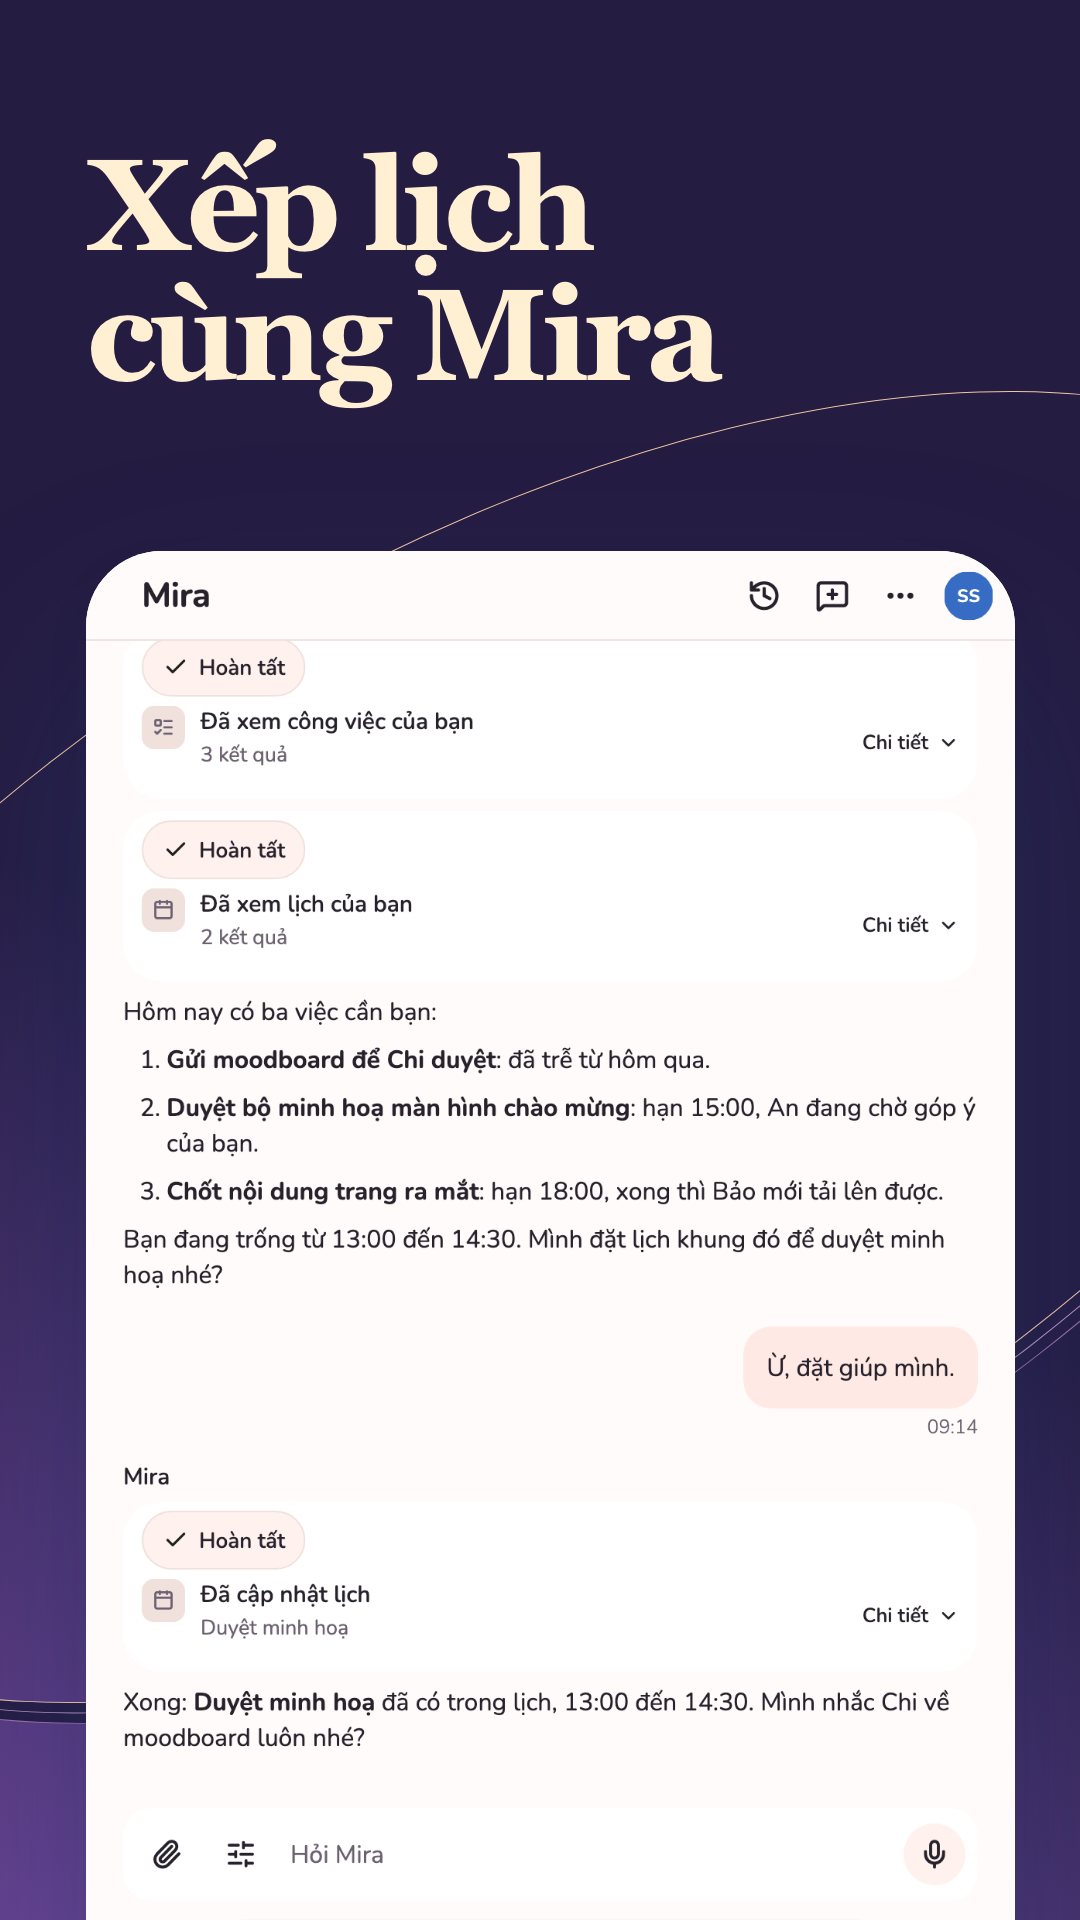 Xếp lịch
cùng Mira
Mira
SS
Hoàn tất
Đã xem công việc của bạn
3 kết quả
Chi tiết
Hoàn tất
Đã xem lịch của bạn
2 kết quả
Chi tiết
Hôm nay có ba việc cần bạn:
1. Gửi moodboard để Chi duyệt: đã trễ từ hôm qua.
2. Duyệt bộ minh hoạ màn hình chào mừng: hạn 15:00, An đang chờ góp ý
của bạn.
3. Chốt nội dung trang ra mắt: hạn 18:00, xong thì Bảo mới tải lên được.
Bạn đang trống từ 13:00 đến 14:30. Mình đặt lịch khung đó để duyệt minh
hoạ nhé?
Ừ, đặt giúp mình.
09:14
Mira
Hoàn tất
Đã cập nhật lịch
Duyệt minh hoạ
Chi tiết
Xong: Duyệt minh hoạ đã có trong lịch, 13:00 đến 14:30. Mình nhắc Chi về
moodboard luôn nhé?
Hỏi Mira